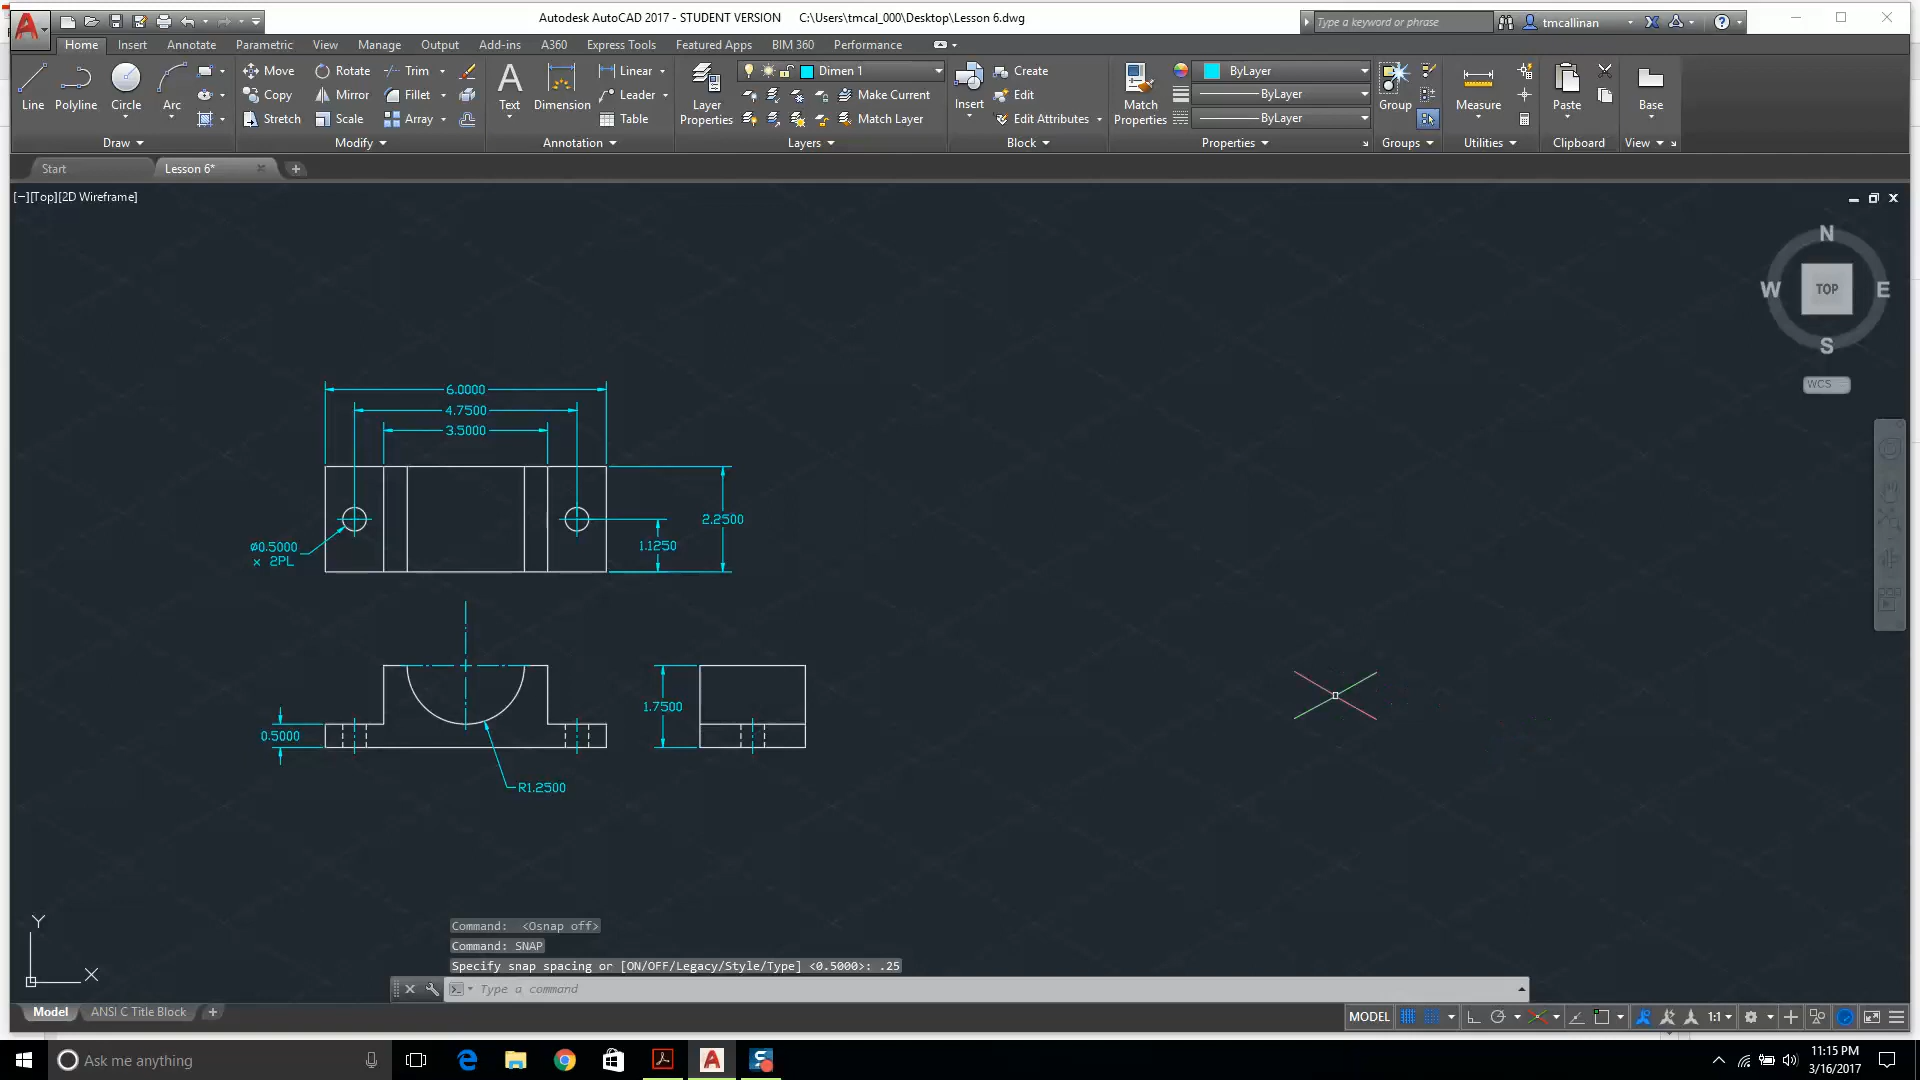 Autodesk AutoCAD 2017 - STUDENT VERSION C:\Users\tmcal_000\Desktop\Lesson 6.dwg
Type a keyword or phrase
tmcallinan
Home Insert Annotate Parametric View Manage Output Add-ins A360 Express Tools Featured Apps BIM 360 Performance
Line Polyline Circle Arc
Move Rotate Trim
Copy Mirror Fillet
Stretch Scale Array
Text Dimension
Linear
Leader
Table
Layer Properties
Dimen 1
Make Current
Match Layer
Insert
Create
Edit
Edit Attributes
Match Properties
ByLayer
ByLayer
ByLayer
Group
Measure
Paste
Base
Draw Modify Annotation Layers Block Properties Groups Utilities Clipboard View
Start Lesson 6*
[−][Top][2D Wireframe]
N
W TOP E
S
WCS
6.0000
4.7500
3.5000
2.2500
1.1250
ø0.5000
x 2PL
1.7500
0.5000
R1.2500
Y
X
Command: <Osnap off>
Command: SNAP
Specify snap spacing or [ON/OFF/Legacy/Style/Type] <0.5000>: .25
Type a command
Model ANSI C Title Block
MODEL 1:1
Ask me anything
11:15 PM
3/16/2017